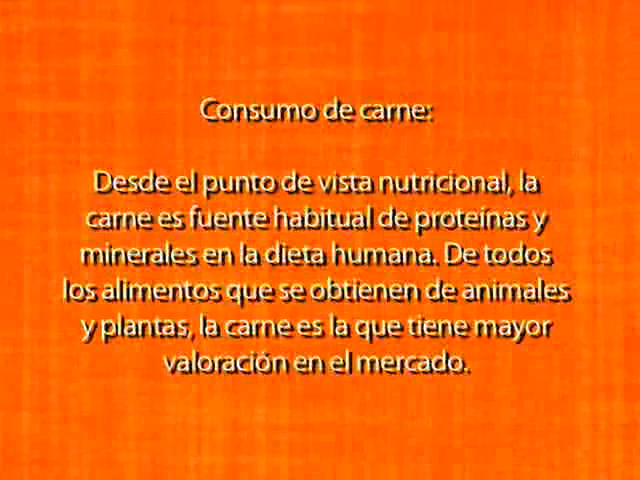 Consumo de carne:
Desde el punto de vista nutricional, la
carne es fuente habitual de proteínas y
minerales en la dieta humana. De todos
los alimentos que se obtienen de animales
y plantas, la carne es la que tiene mayor
valoración en el mercado.